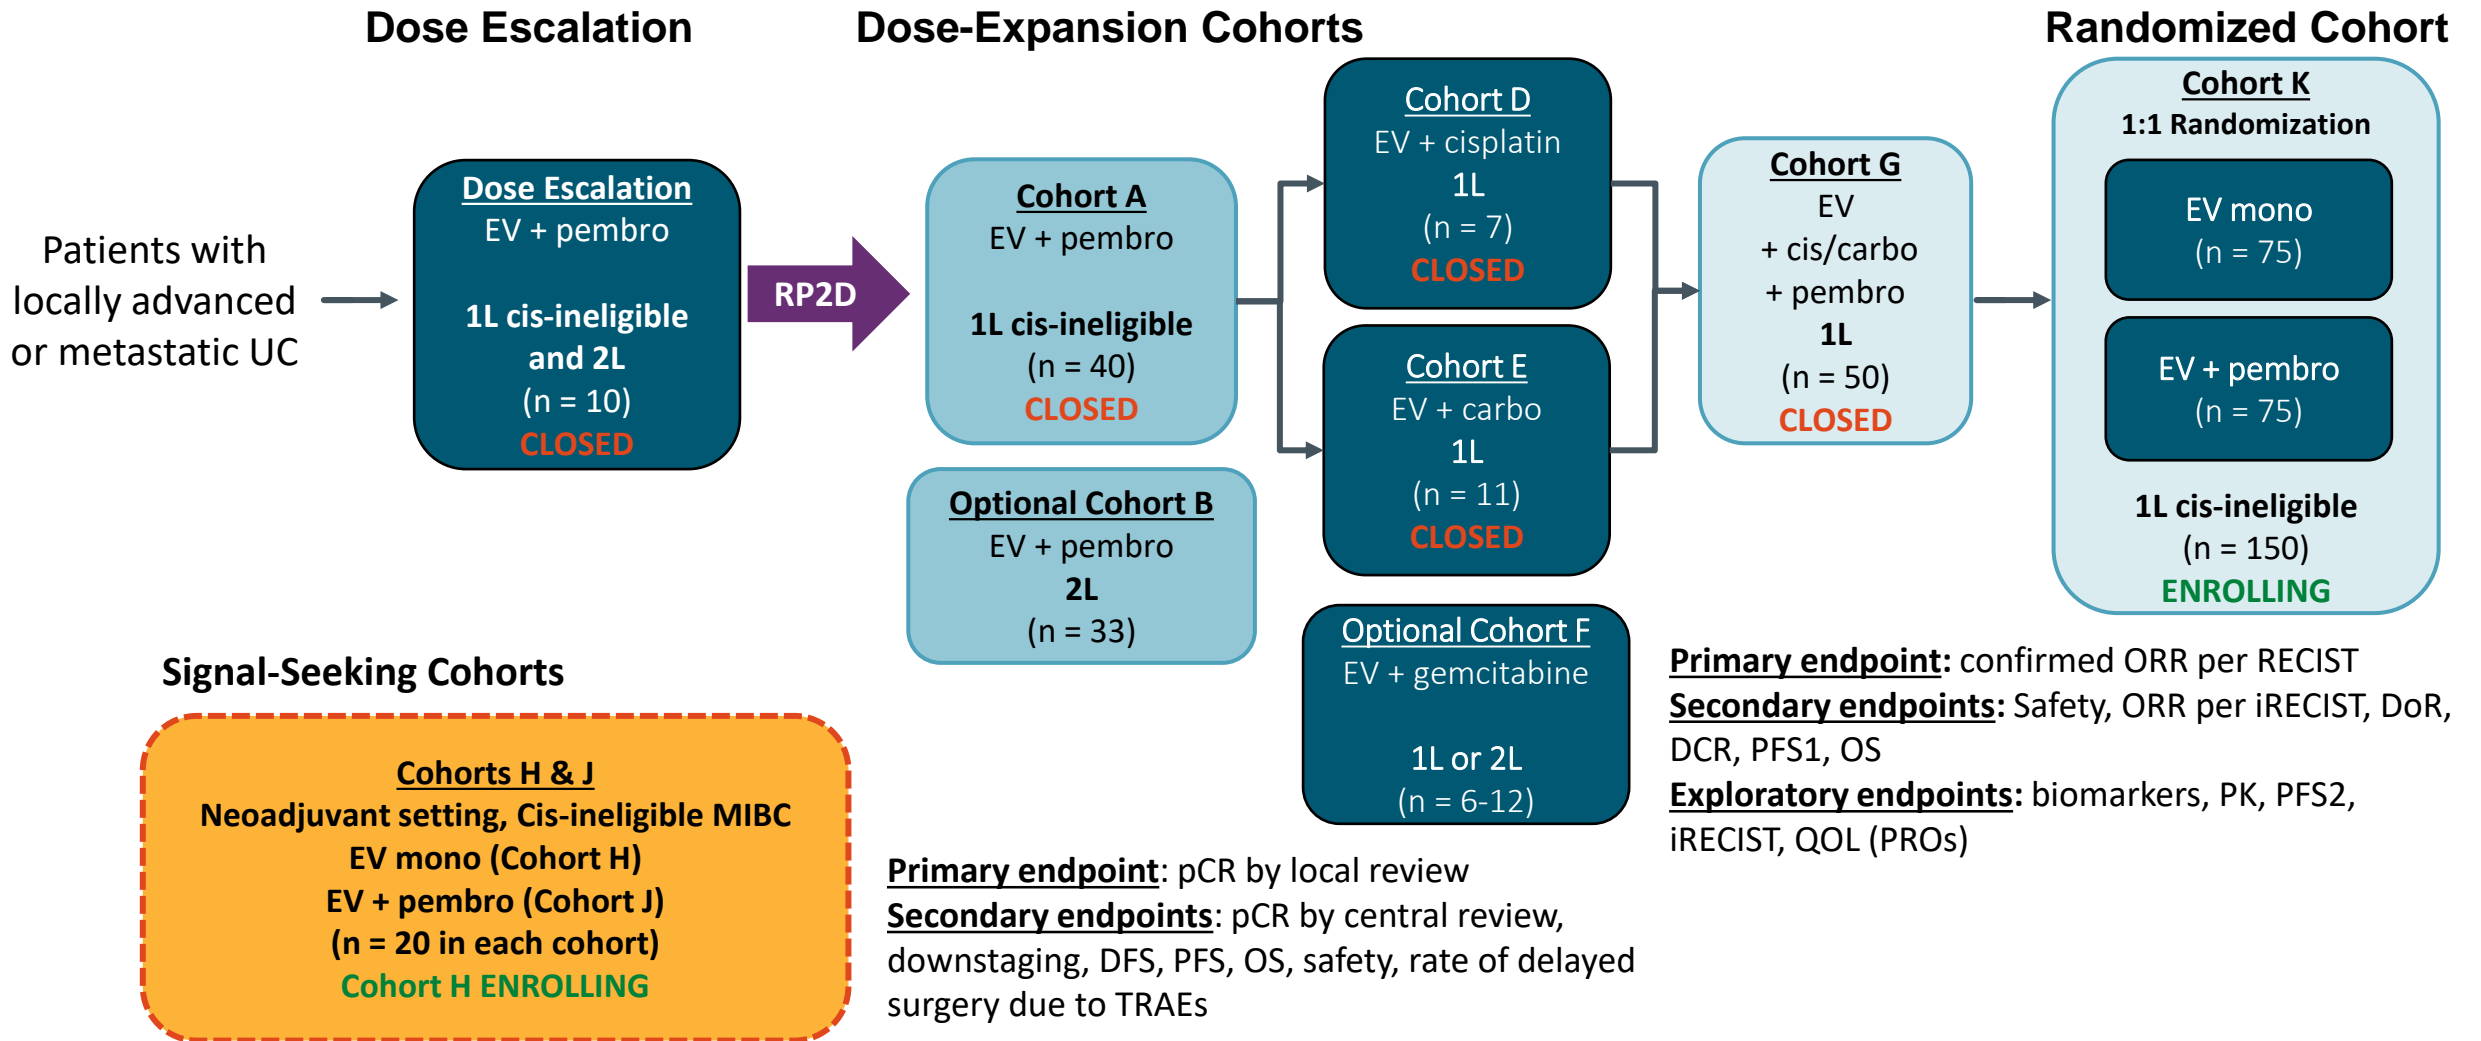 Dose Escalation
Dose-Expansion Cohorts
Randomized Cohort
Patients with
locally advanced
or metastatic UC
Dose Escalation
EV + pembro
1L cis-ineligible
and 2L
(n = 10)
CLOSED
RP2D
Cohort A
EV + pembro
1L cis-ineligible
(n = 40)
CLOSED
Optional Cohort B
EV + pembro
2L
(n = 33)
Cohort D
EV + cisplatin
1L
(n = 7)
CLOSED
Cohort E
EV + carbo
1L
(n = 11)
CLOSED
Optional Cohort F
EV + gemcitabine
1L or 2L
(n = 6-12)
Cohort G
EV
+ cis/carbo
+ pembro
1L
(n = 50)
CLOSED
Cohort K
1:1 Randomization
EV mono
(n = 75)
EV + pembro
(n = 75)
1L cis-ineligible
(n = 150)
ENROLLING
Primary endpoint: confirmed ORR per RECIST
Secondary endpoints: Safety, ORR per iRECIST, DoR,
DCR, PFS1, OS
Exploratory endpoints: biomarkers, PK, PFS2,
iRECIST, QOL (PROs)
Signal-Seeking Cohorts
Cohorts H & J
Neoadjuvant setting, Cis-ineligible MIBC
EV mono (Cohort H)
EV + pembro (Cohort J)
(n = 20 in each cohort)
Cohort H ENROLLING
Primary endpoint: pCR by local review
Secondary endpoints: pCR by central review,
downstaging, DFS, PFS, OS, safety, rate of delayed
surgery due to TRAEs